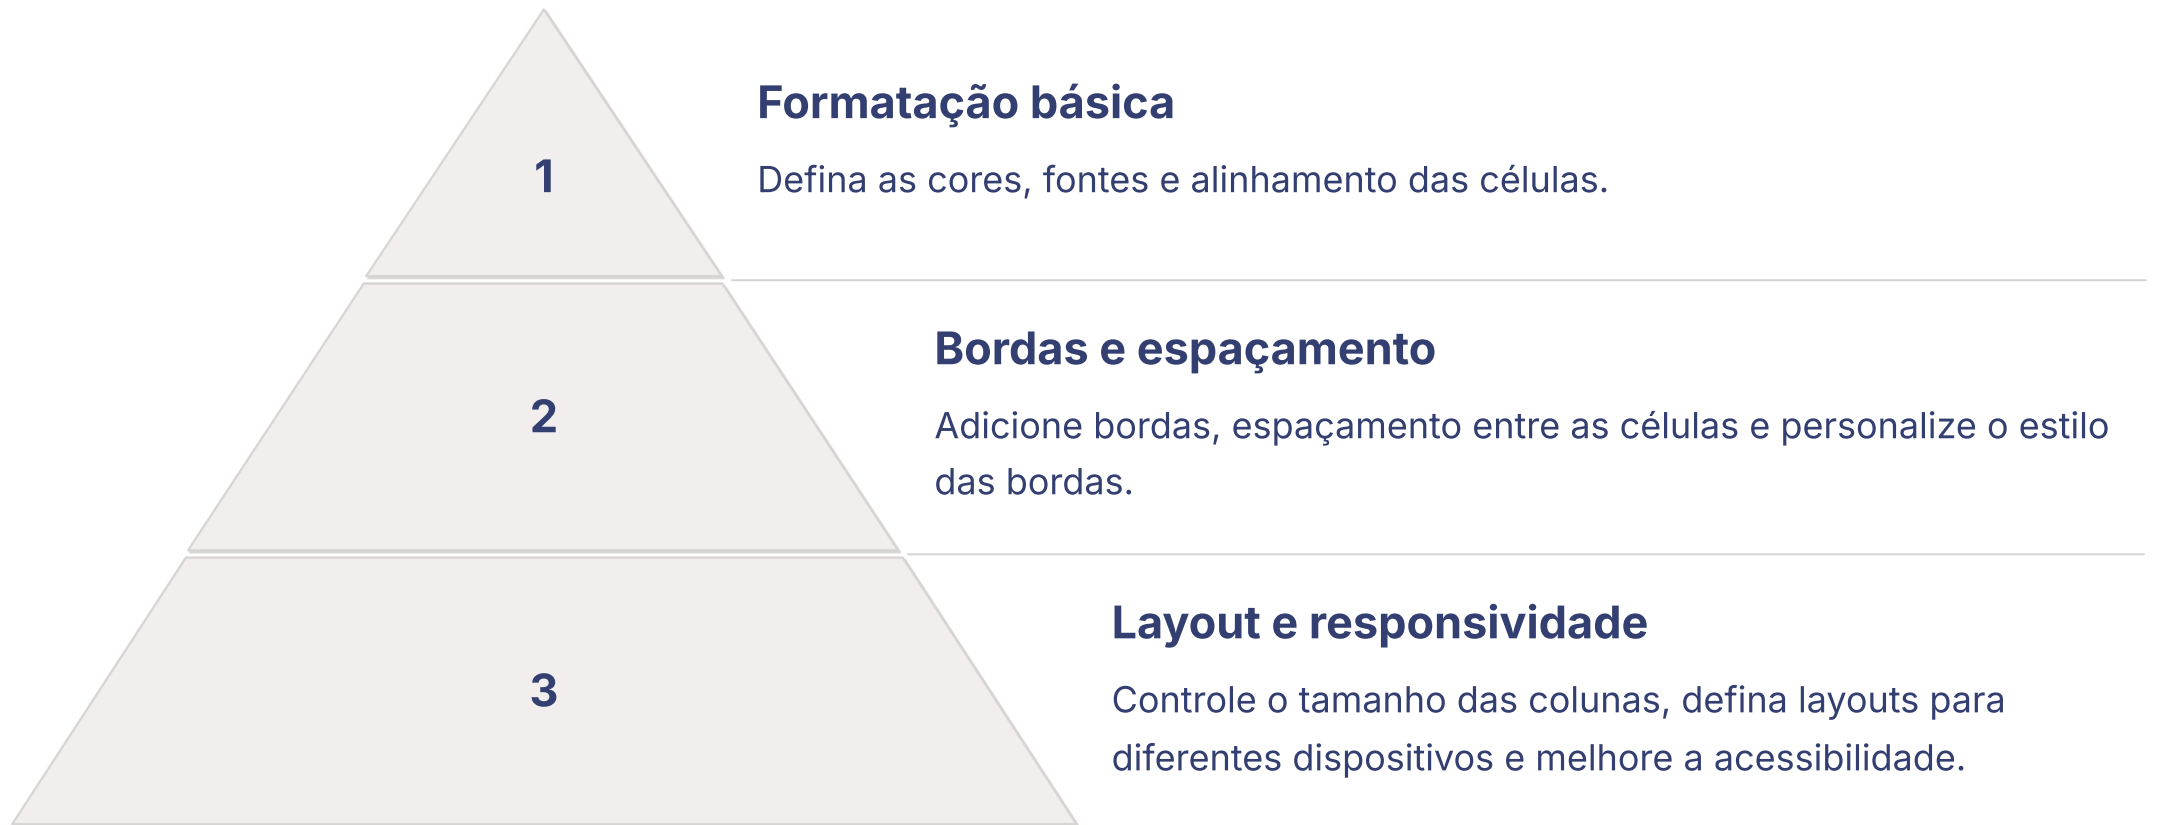 1
Formatação básica
Defina as cores, fontes e alinhamento das células.
2
Bordas e espaçamento
Adicione bordas, espaçamento entre as células e personalize o estilo
das bordas.
3
Layout e responsividade
Controle o tamanho das colunas, defina layouts para
diferentes dispositivos e melhore a acessibilidade.